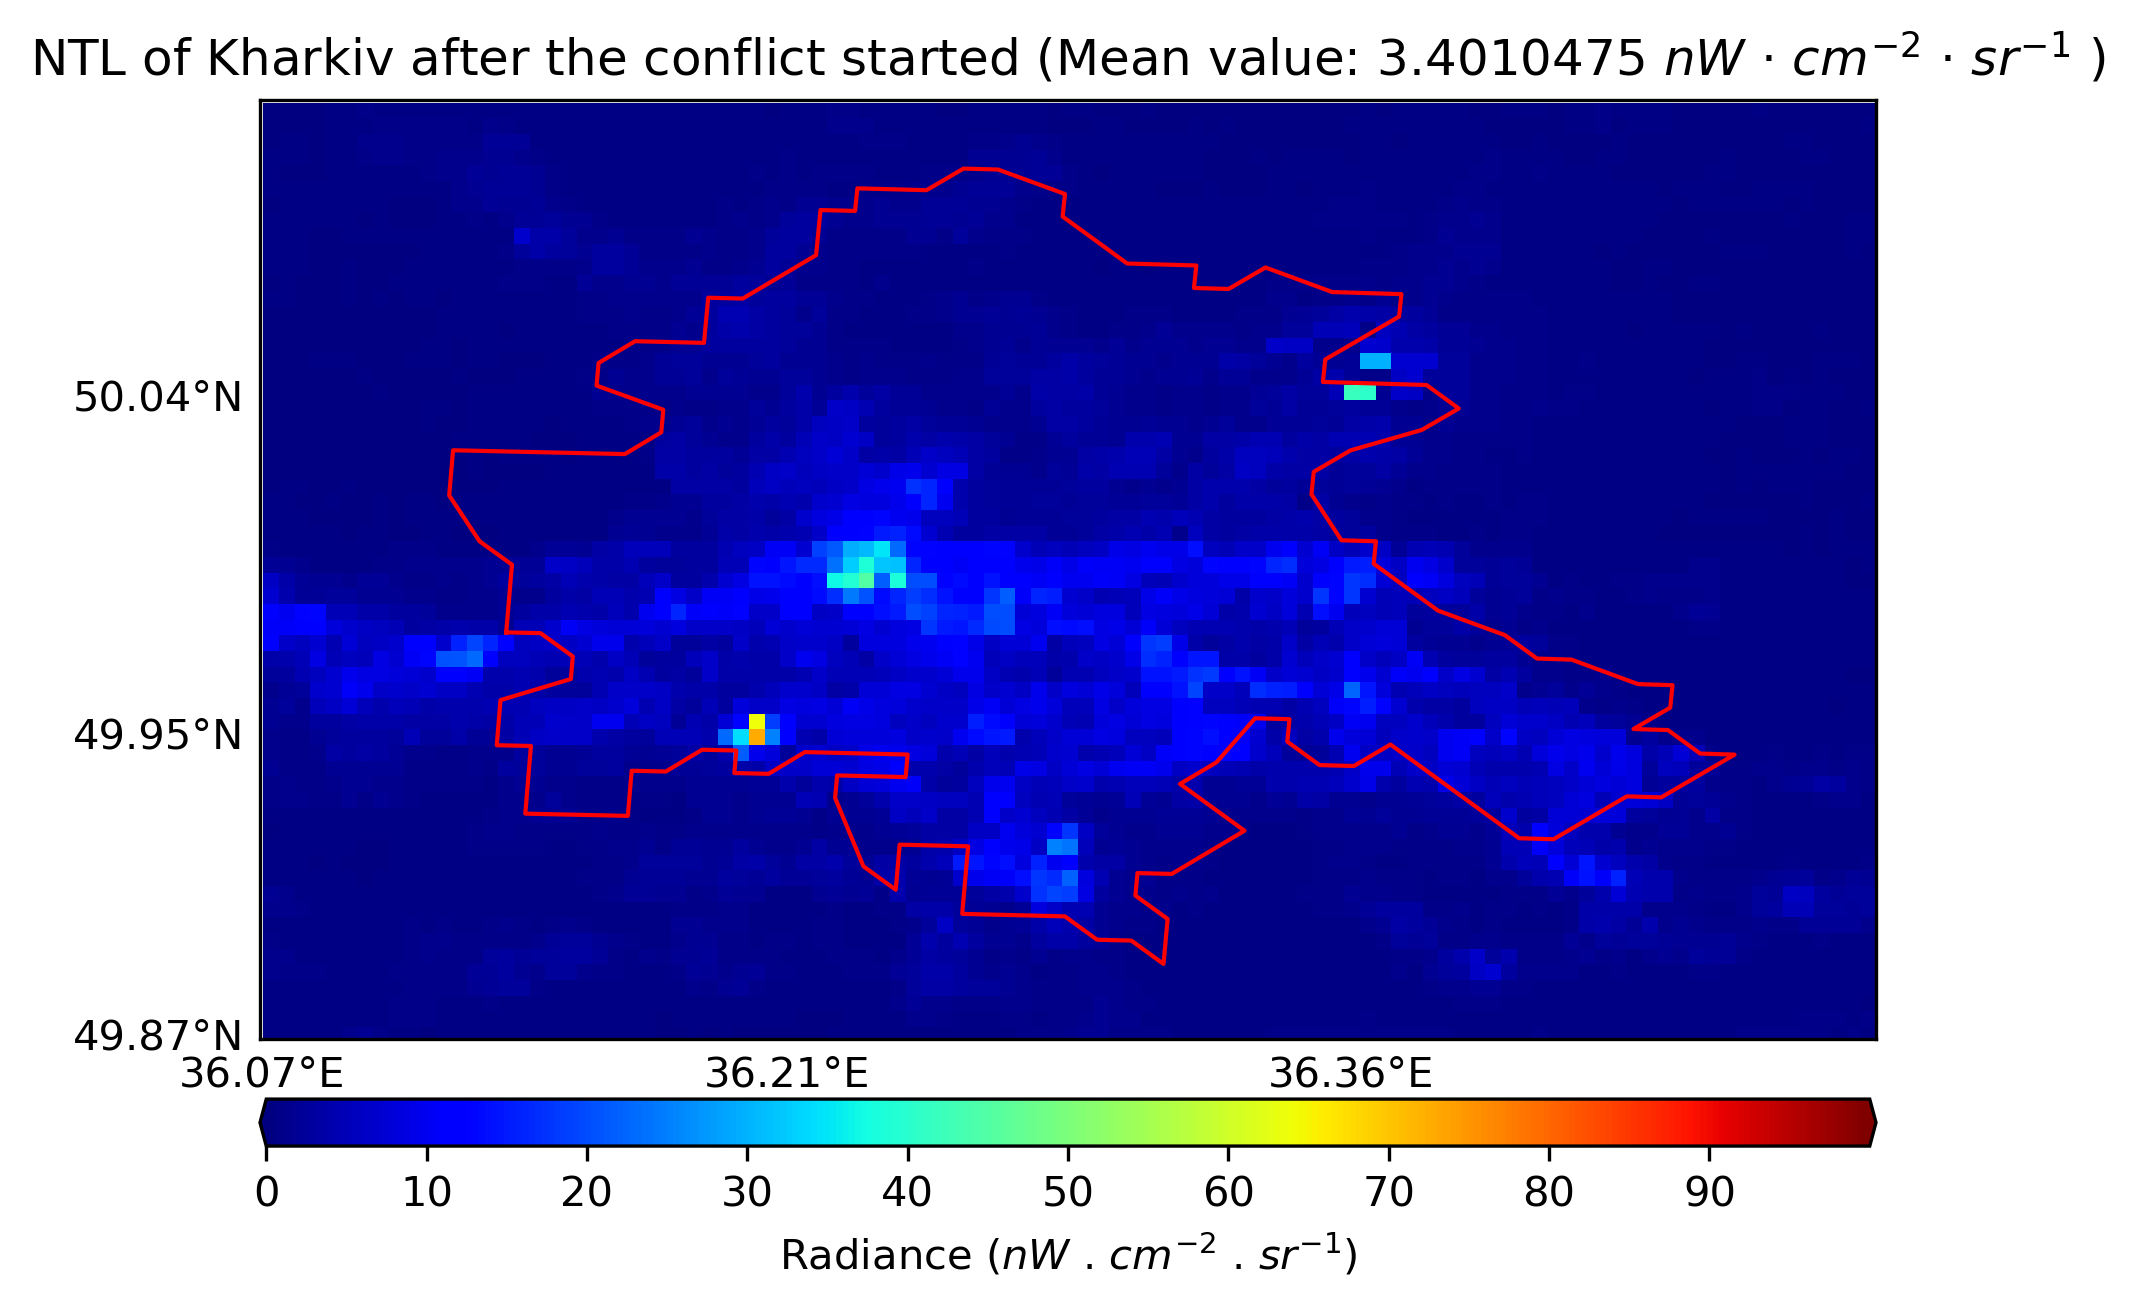 NTL of Kharkiv after the conflict started (Mean value: 3.4010475 nW · cm⁻² · sr⁻¹ )
50.04°N
49.95°N
49.87°N
36.07°E 36.21°E 36.36°E
0 10 20 30 40 50 60 70 80 90
Radiance (nW . cm⁻² . sr⁻¹)